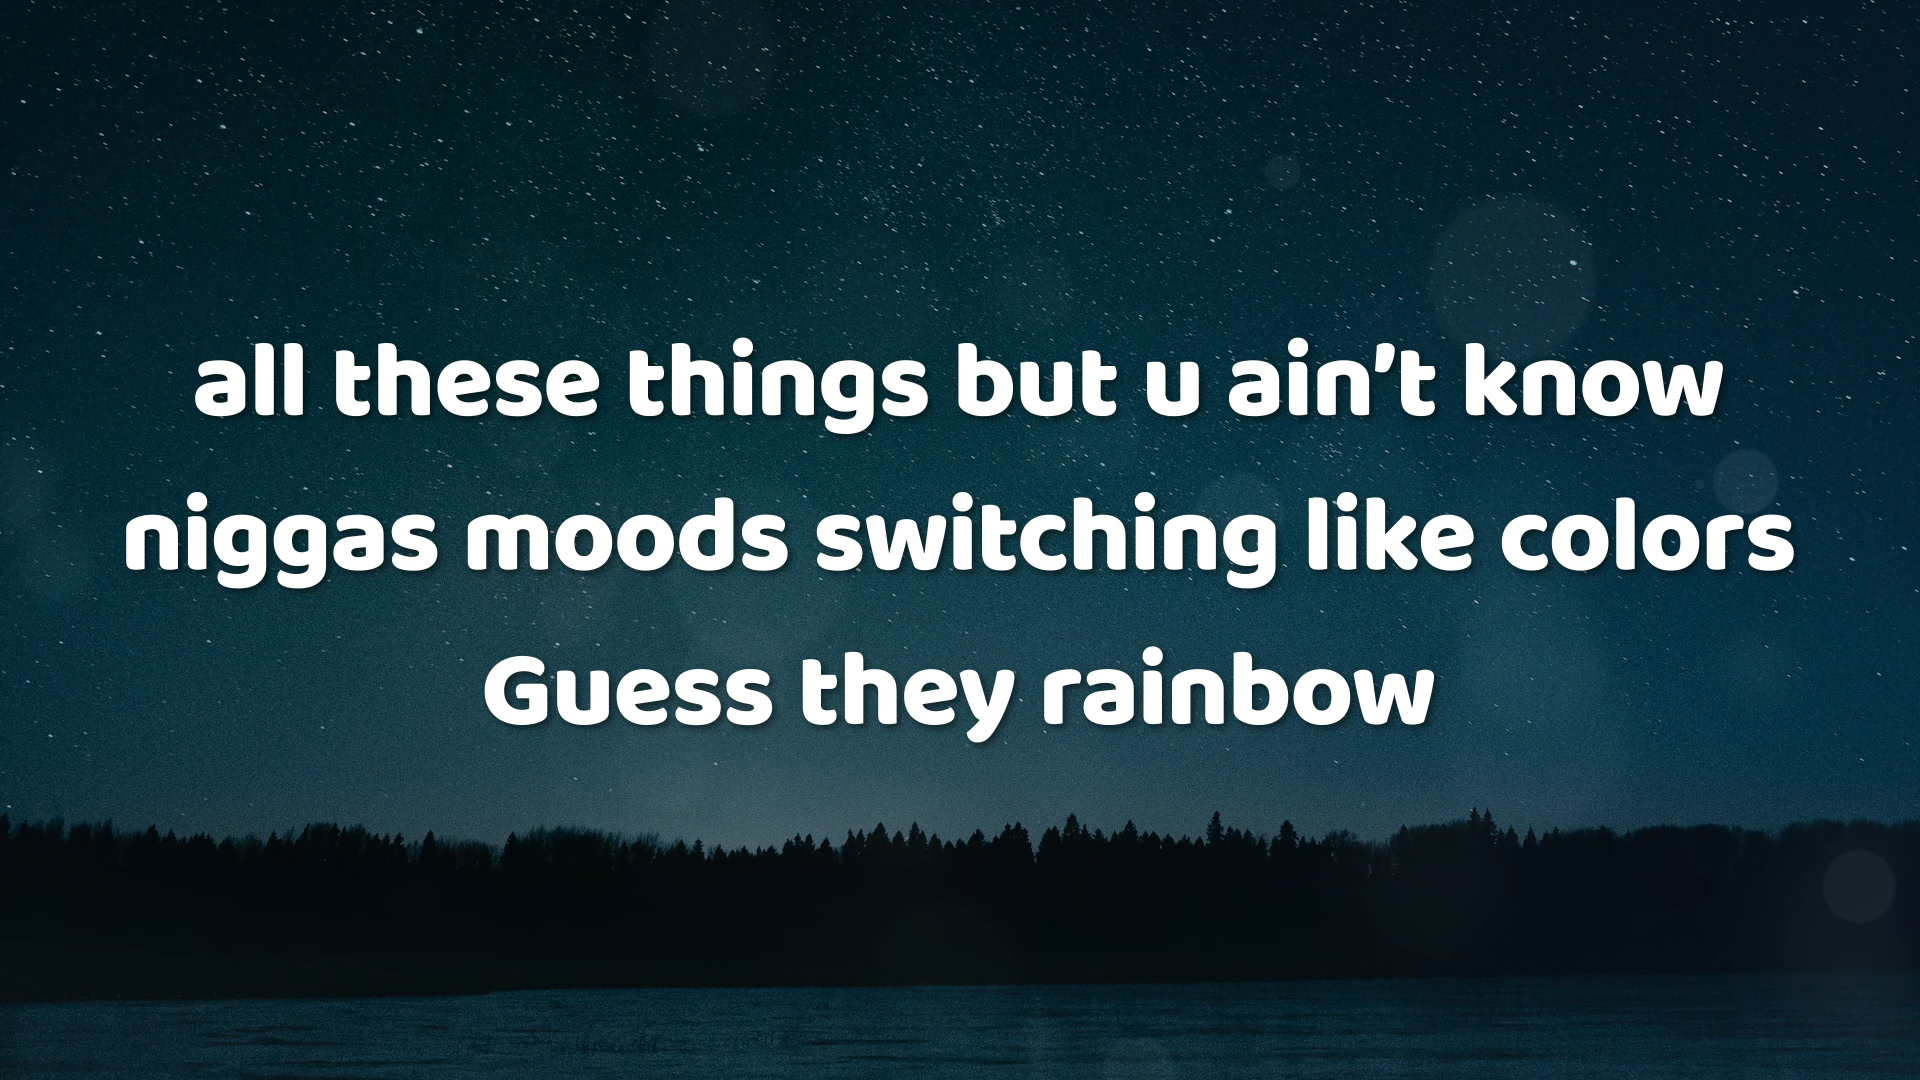 all these things but u ain’t know
niggas moods switching like colors
Guess they rainbow